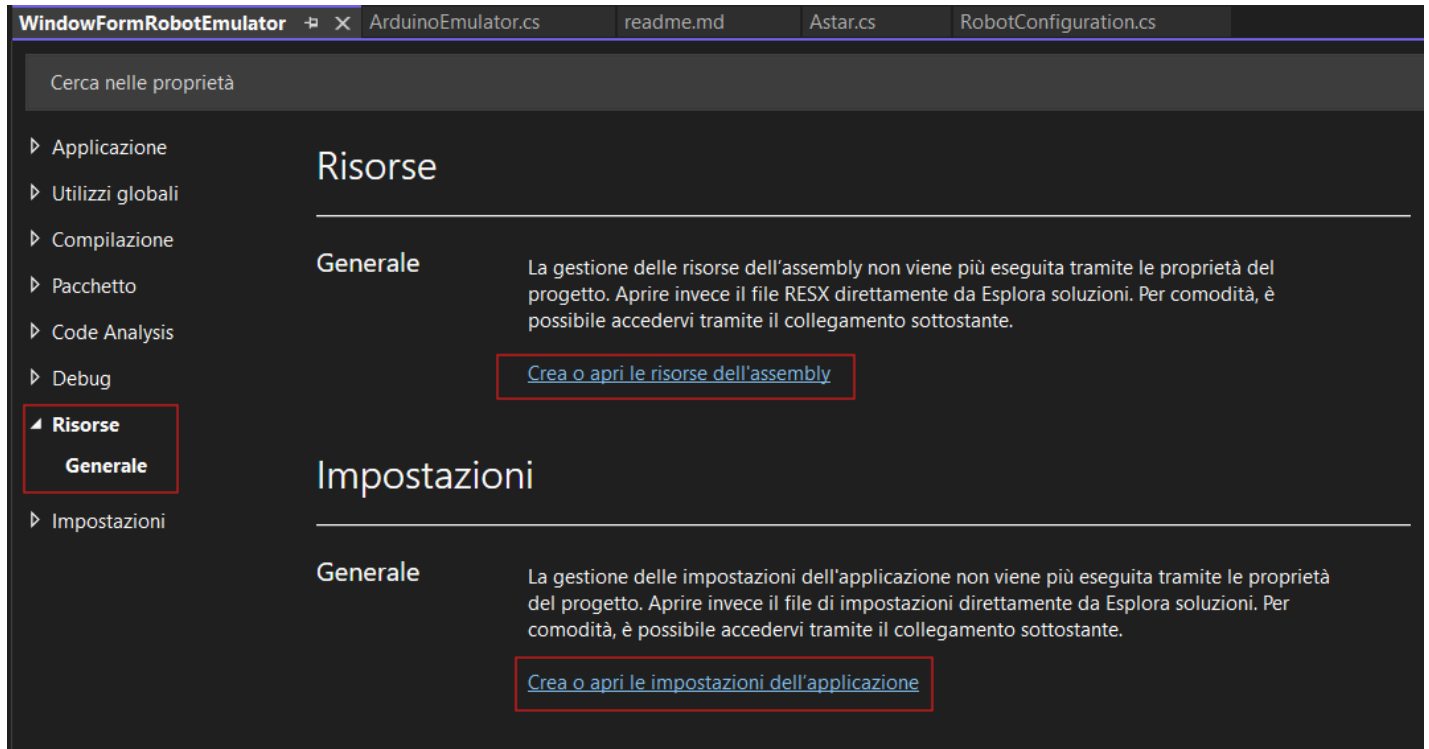 WindowFormRobotEmulator ArduinoEmulator.cs readme.md Astar.cs RobotConfiguration.cs
Cerca nelle proprietà
Applicazione
Utilizzi globali
Compilazione
Pacchetto
Code Analysis
Debug
Risorse
Generale
Impostazioni
Risorse
Generale
La gestione delle risorse dell'assembly non viene più eseguita tramite le proprietà del
progetto. Aprire invece il file RESX direttamente da Esplora soluzioni. Per comodità, è
possibile accedervi tramite il collegamento sottostante.
Crea o apri le risorse dell'assembly
Impostazioni
Generale
La gestione delle impostazioni dell'applicazione non viene più eseguita tramite le proprietà
del progetto. Aprire invece il file di impostazioni direttamente da Esplora soluzioni. Per
comodità, è possibile accedervi tramite il collegamento sottostante.
Crea o apri le impostazioni dell'applicazione